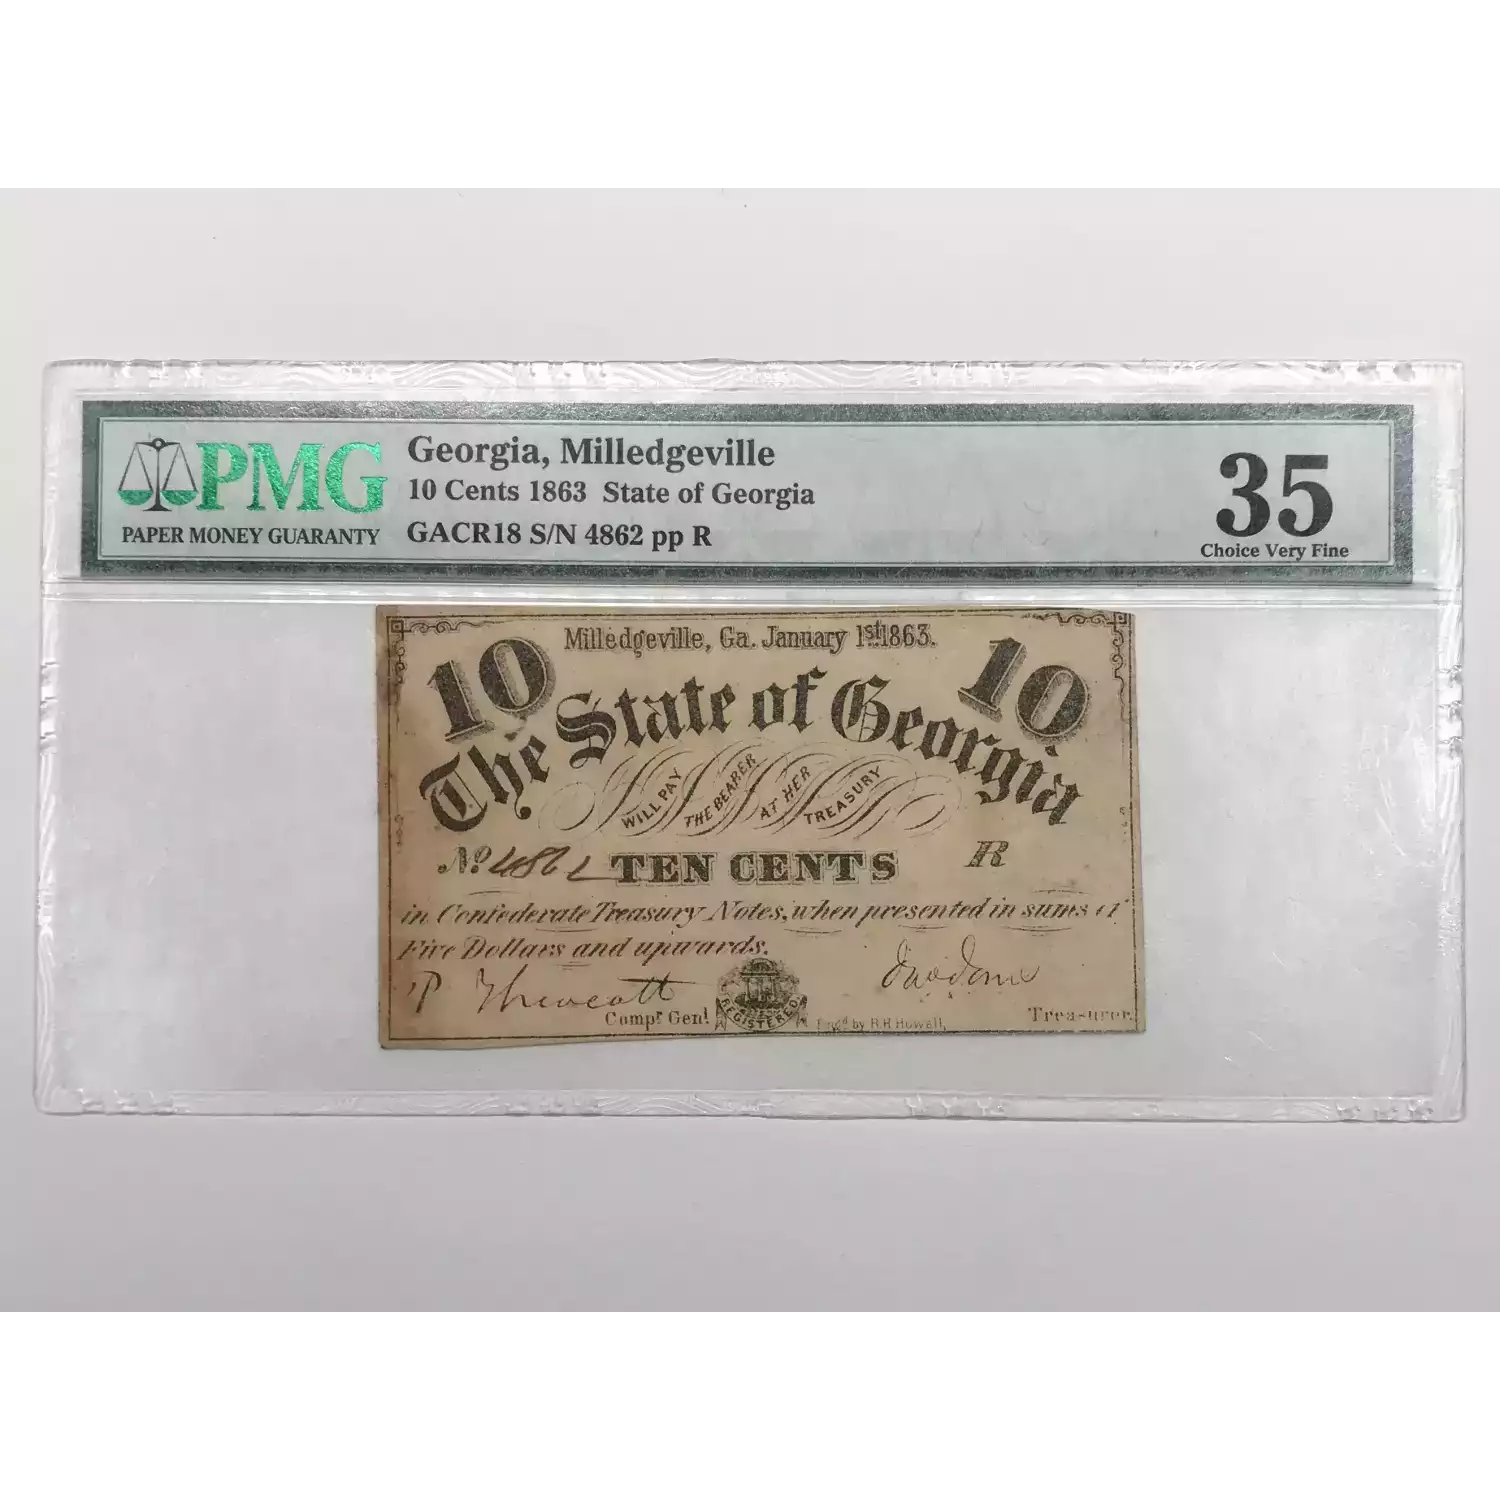 PMG
PAPER MONEY GUARANTY
Georgia, Milledgeville
10 Cents 1863 State of Georgia
GACR18 S/N 4862 pp R
35
Choice Very Fine
Milledgeville, Ga. January 1st 1863.
10 10
The State of Georgia
WILL PAY THE BEARER AT HER TREASURY
No. 4862 TEN CENTS R
in Confederate Treasury Notes, when presented in sums of
Five Dollars and upwards.
Compr Genl.
REGISTERED
Engd by R.H. Howell,
Treasurer.